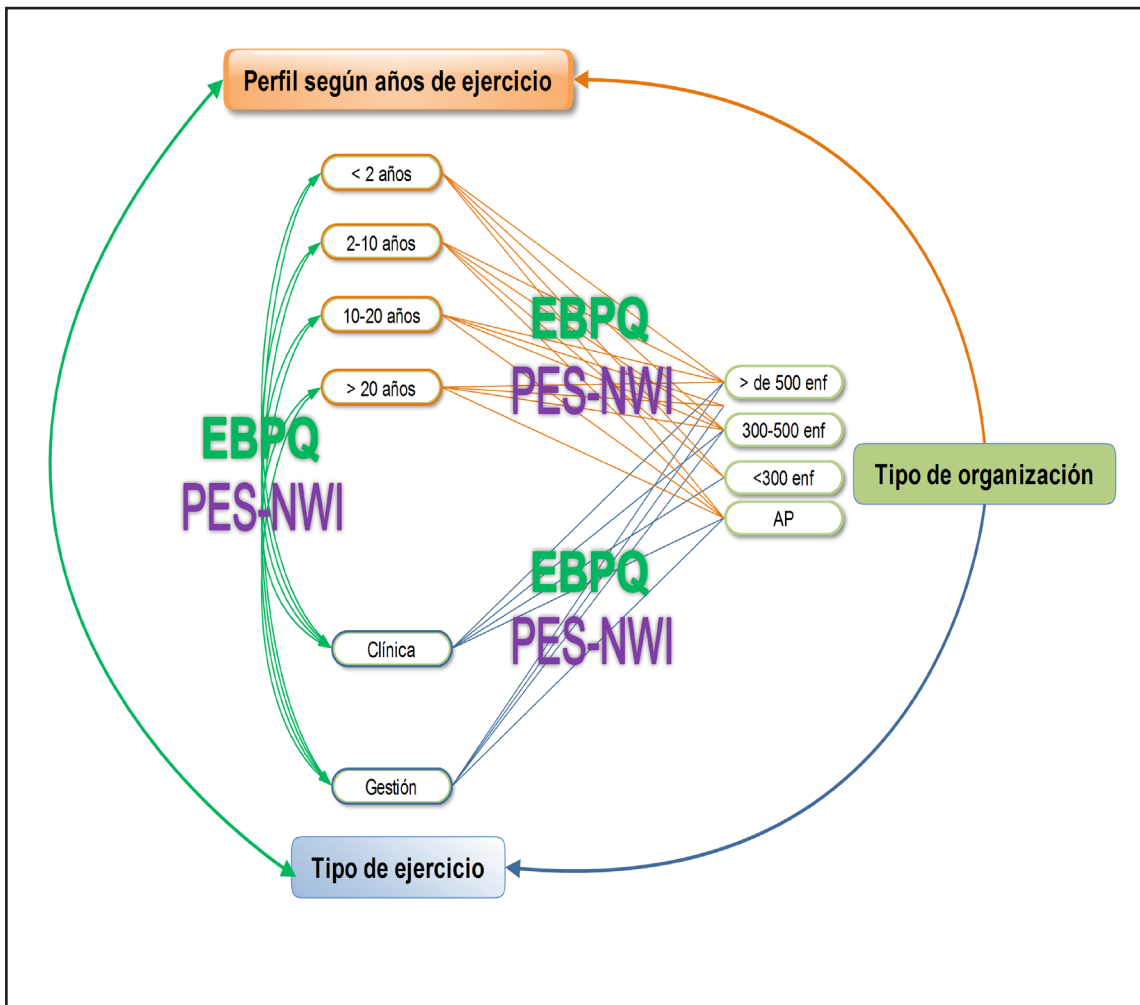 Perfil según años de ejercicio
< 2 años
2-10 años
10-20 años
> 20 años
EBPQ
PES-NWI
EBPQ
PES-NWI
> de 500 enf
300-500 enf
<300 enf
AP
Tipo de organización
EBPQ
PES-NWI
Clínica
Gestión
Tipo de ejercicio